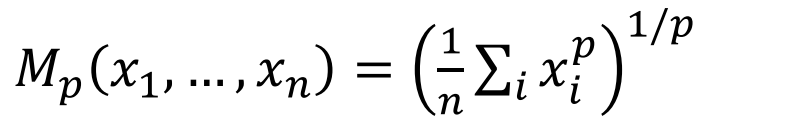 M_p(x_1, ..., x_n) = (1/n ∑_i x_i^p)^{1/p}